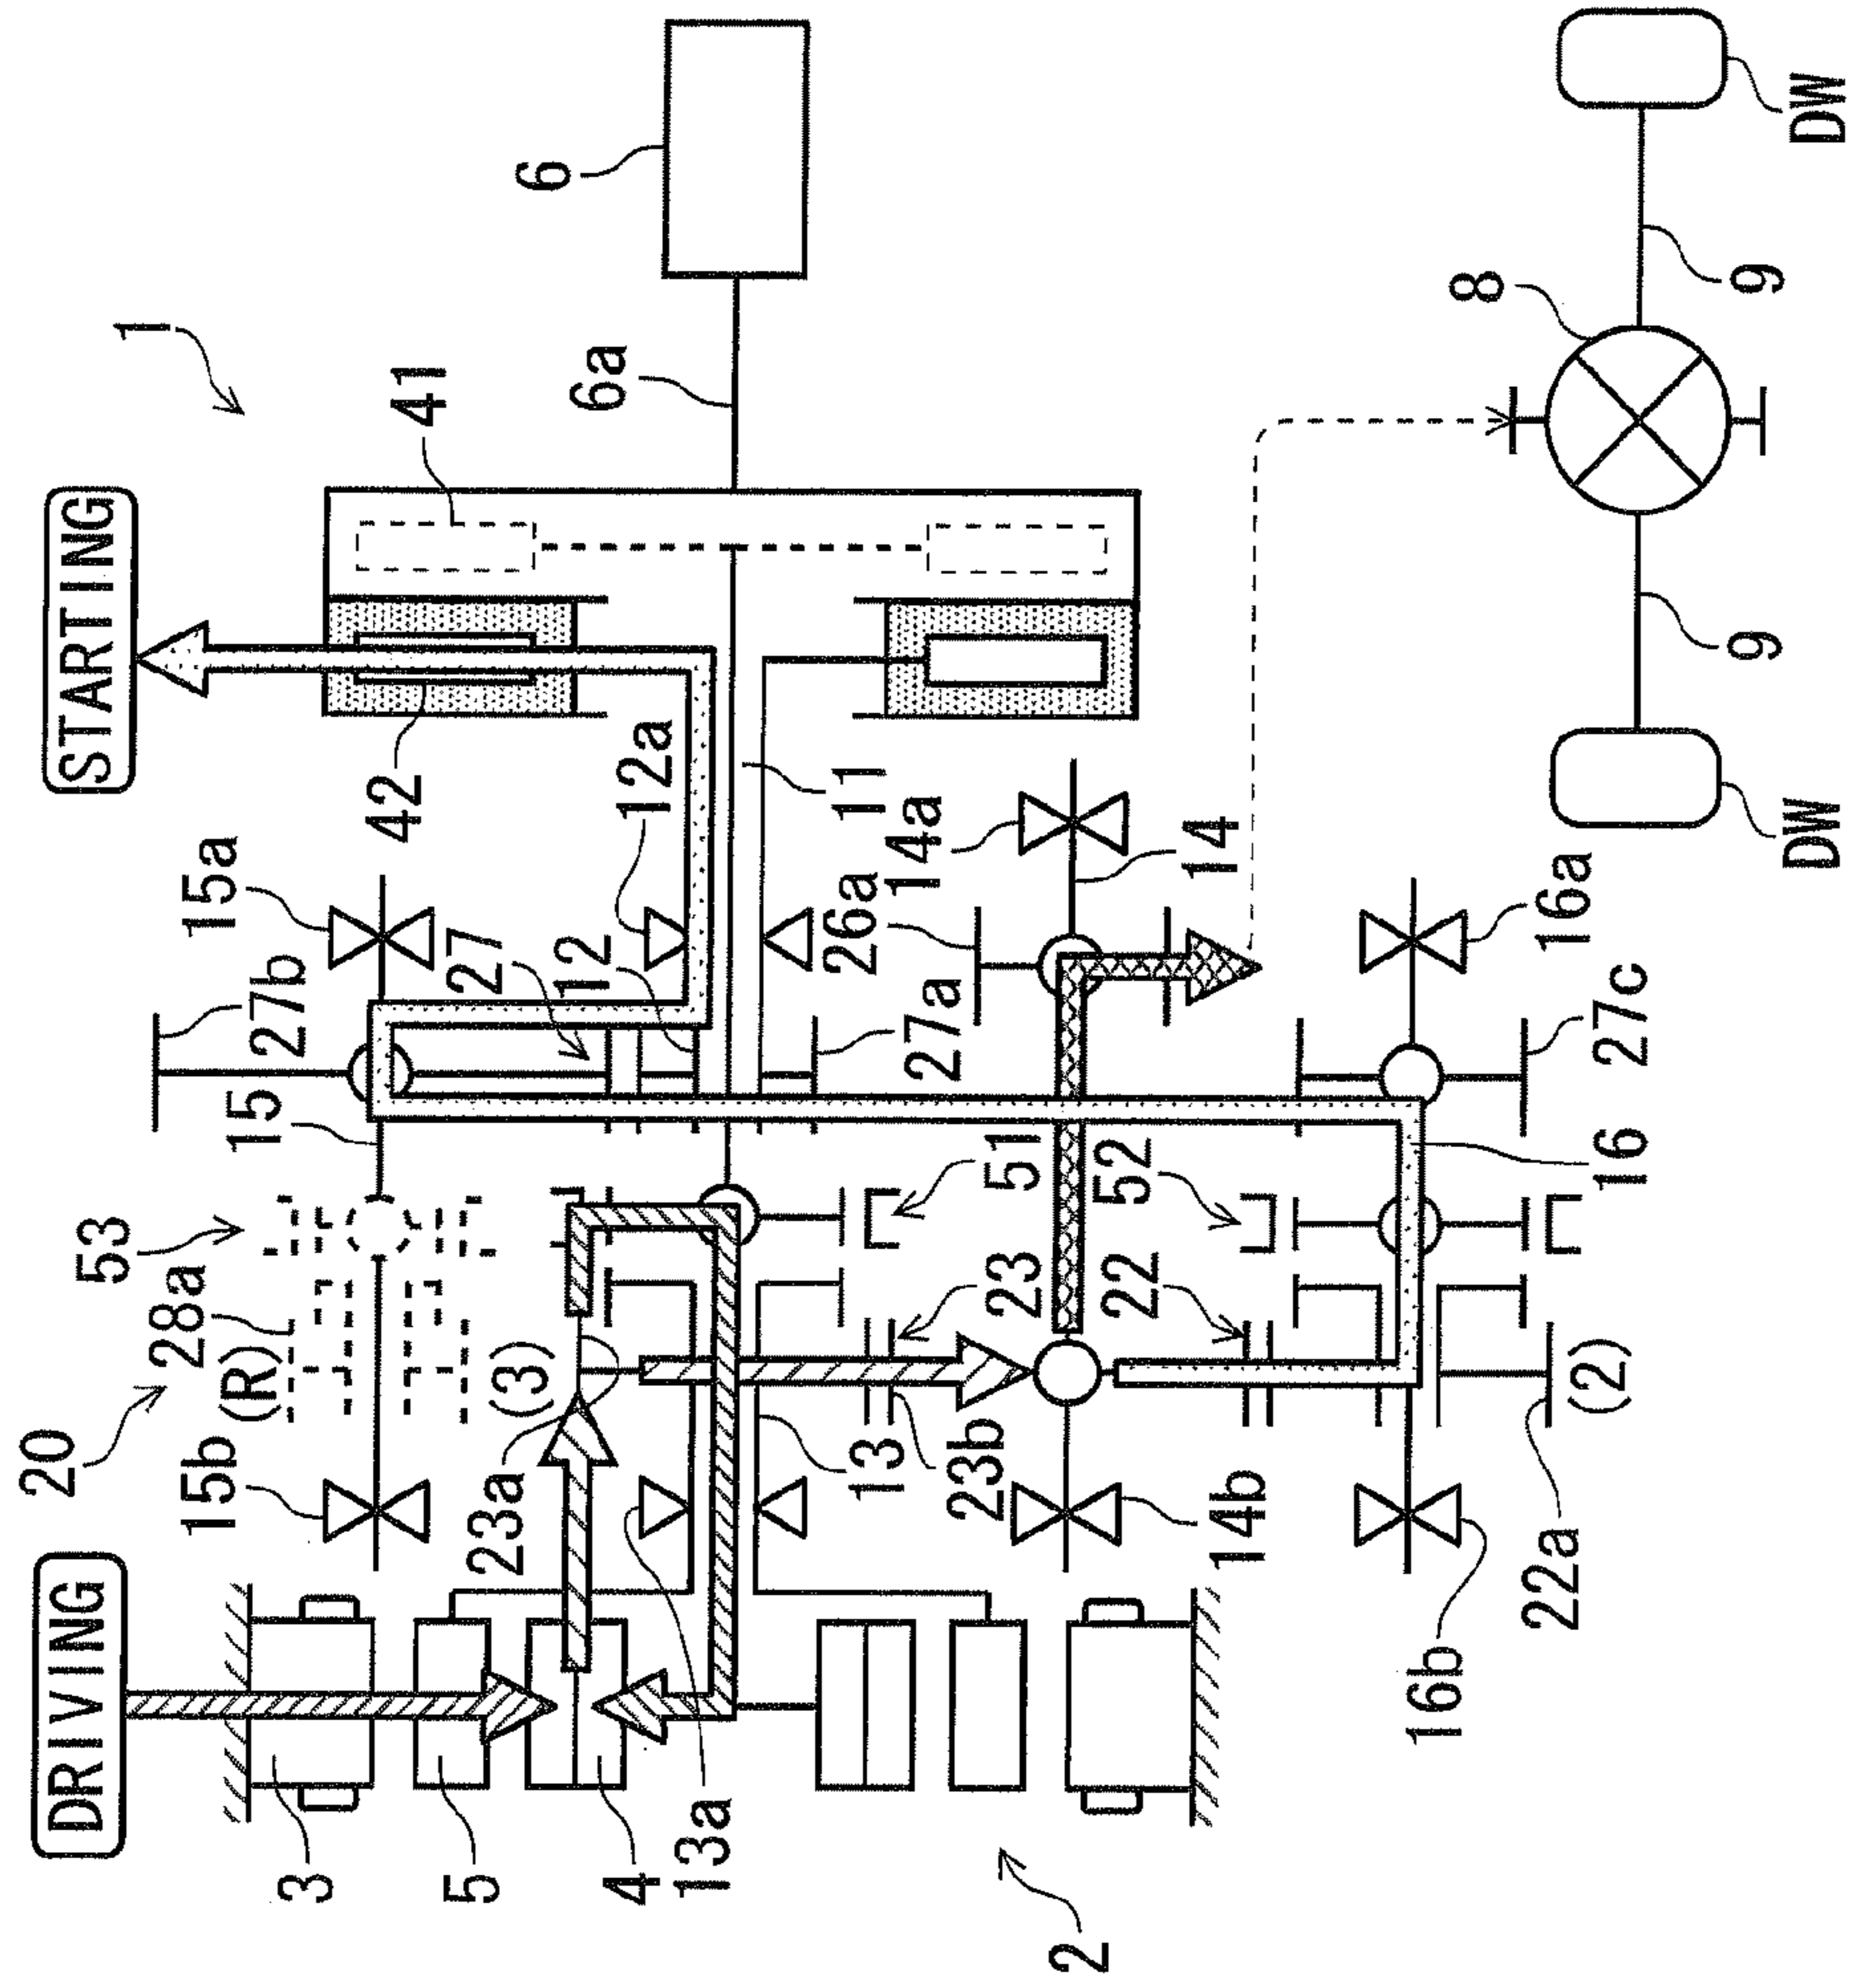 20
DRIVING
STARTING
53
1
28a
15b
15a
(R)
15
27b
3
42
41
5
27
23a
(3)
6
12
6a
4
12a
13a
26a
11
13
14a
27a
23b
23
51
2
22
52
14b
14
16b
8
22a
16a
(2)
16
27c
9
9
DW
DW